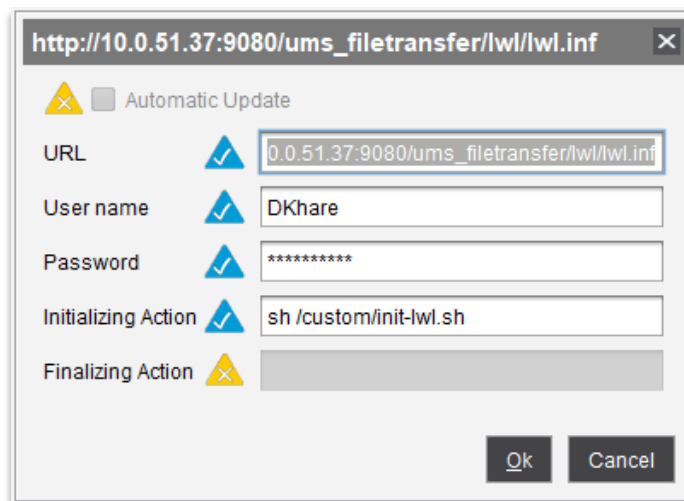 http://10.0.51.37:9080/ums_filetransfer/lwl/lwl.inf
Automatic Update
URL 0.0.51.37:9080/ums_filetransfer/lwl/lwl.inf
User name DKhare
Password **********
Initializing Action sh /custom/init-lwl.sh
Finalizing Action
Ok Cancel